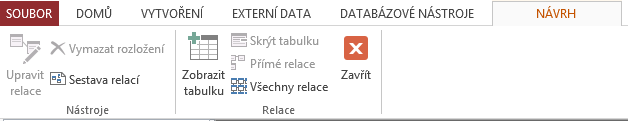 SOUBOR DOMŮ VYTVOŘENÍ EXTERNÍ DATA DATABÁZOVÉ NÁSTROJE NÁVRH
Upravit relace
Vymazat rozložení
Sestava relací
Nástroje
Zobrazit tabulku
Skrýt tabulku
Přímé relace
Všechny relace
Zavřít
Relace